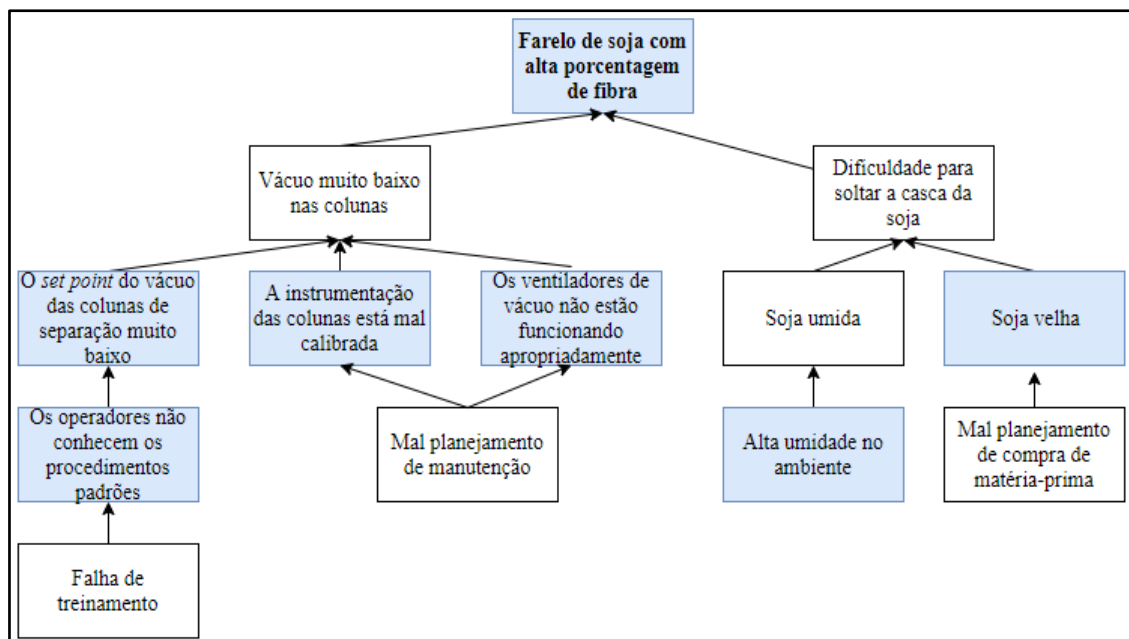 Farelo de soja com
alta porcentagem
de fibra
Vácuo muito baixo
nas colunas
Dificuldade para
soltar a casca da
soja
O set point do vácuo
das colunas de
separação muito
baixo
A instrumentação
das colunas está mal
calibrada
Os ventiladores de
vácuo não estão
funcionando
apropriadamente
Soja umida
Soja velha
Os operadores não
conhecem os
procedimentos
padrões
Mal planejamento
de manutenção
Alta umidade no
ambiente
Mal planejamento
de compra de
matéria-prima
Falha de
treinamento